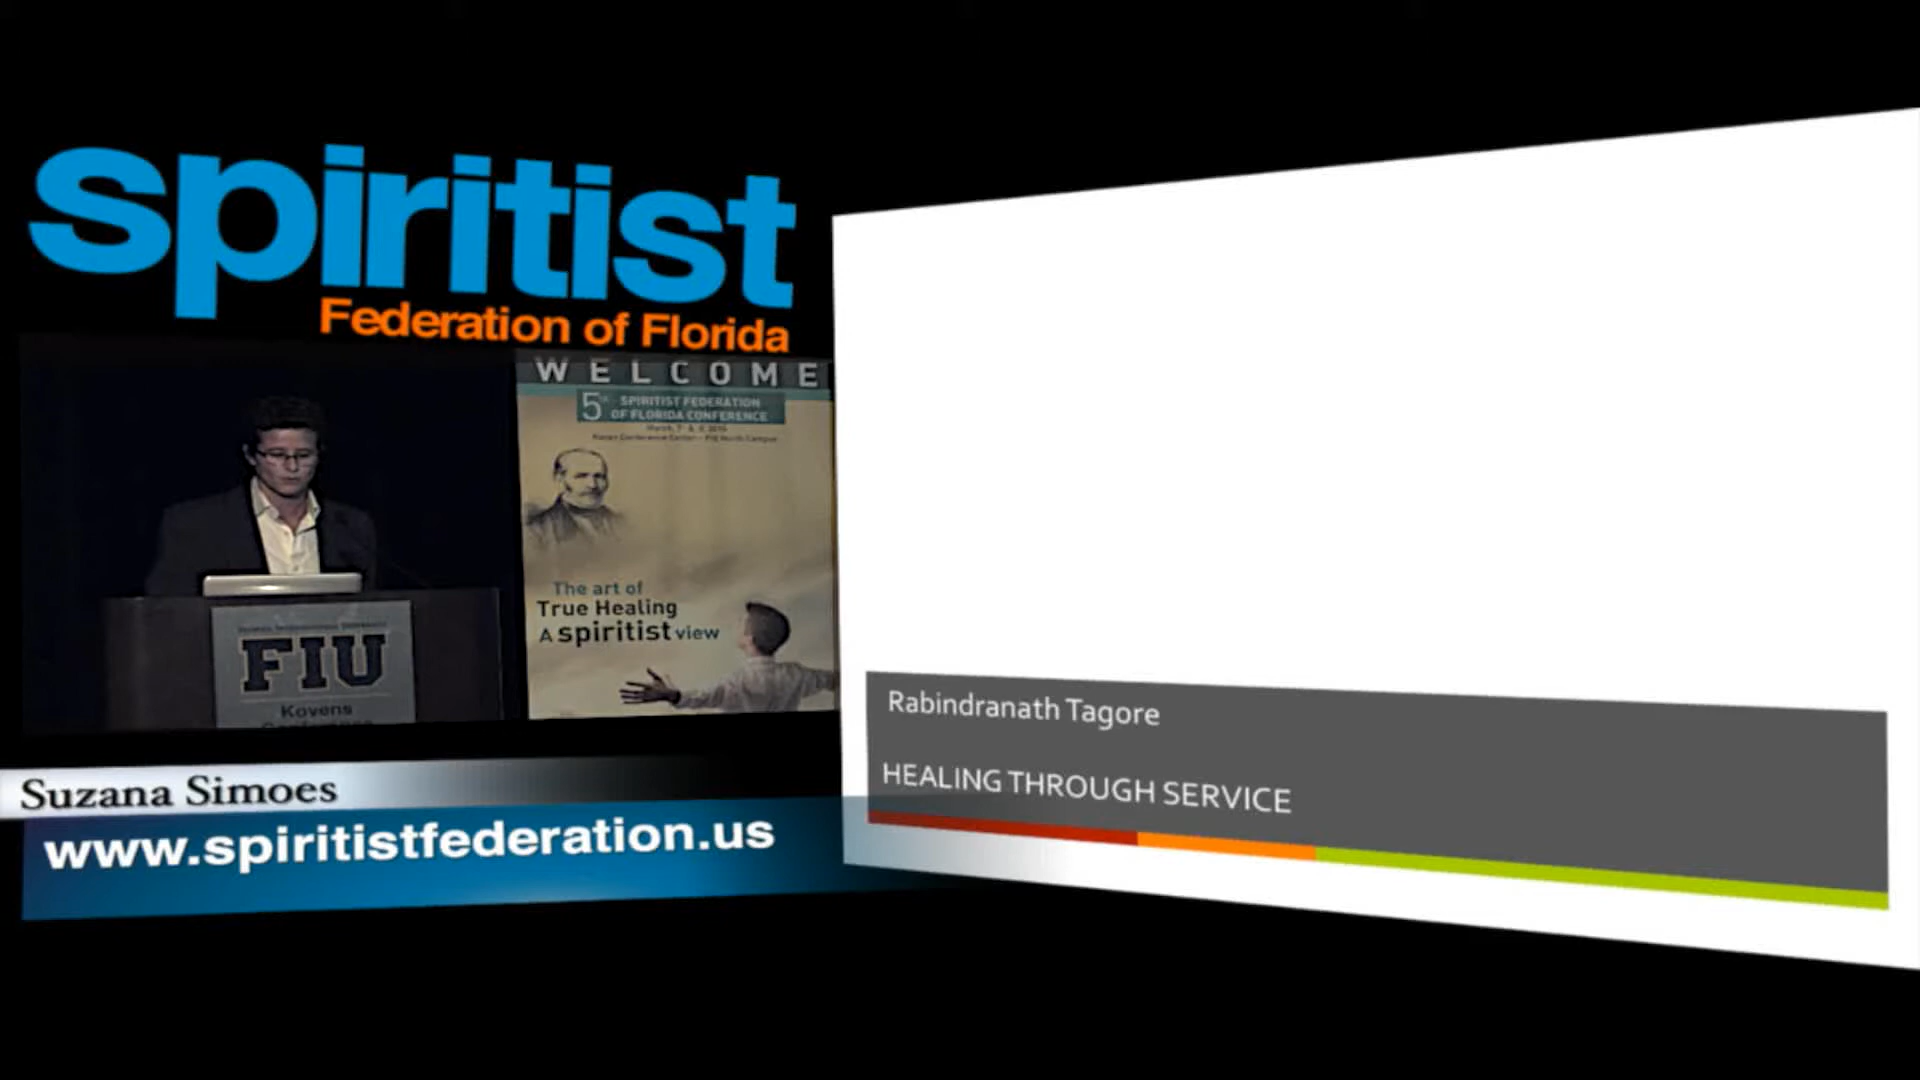 spiritist
Federation of Florida
WELCOME
5th SPIRITIST FEDERATION
OF FLORIDA CONFERENCE
The art of
True Healing
A spiritist view
FIU
Kovens
Suzana Simoes
www.spiritistfederation.us
Rabindranath Tagore
HEALING THROUGH SERVICE